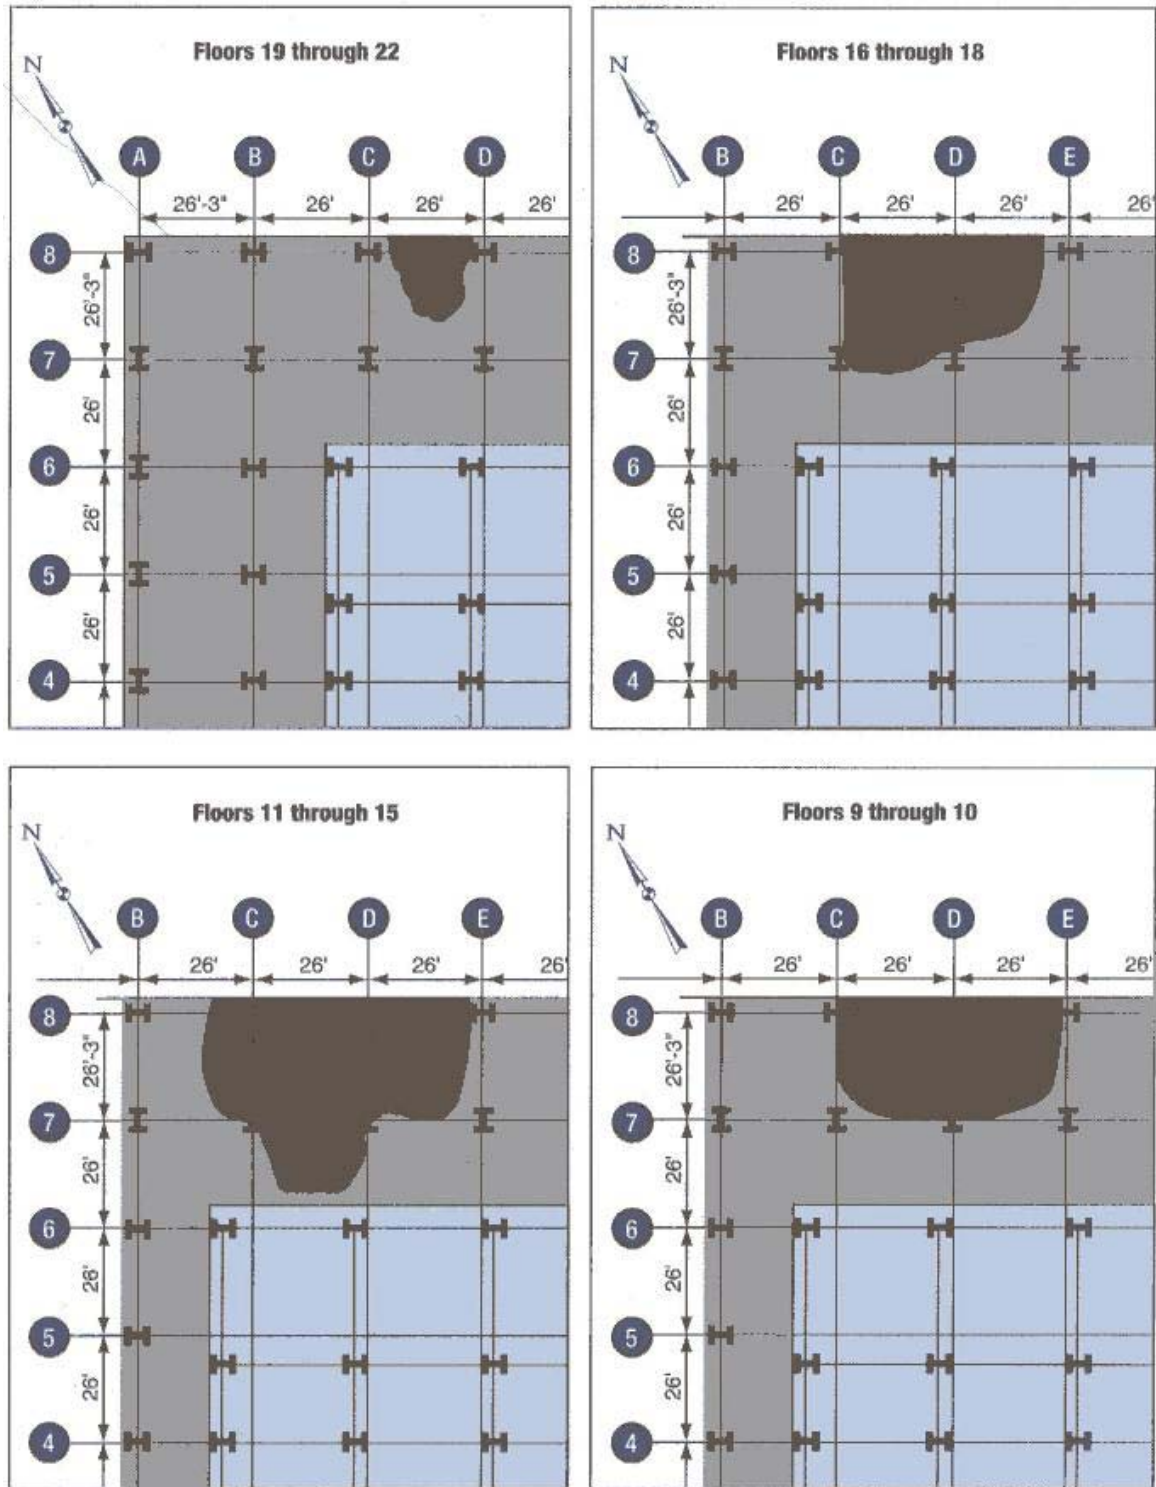 Floors 19 through 22
N
A B C D
26'-3" 26' 26' 26'
8
26'-3"
7
26'
6
26'
5
26'
4
Floors 16 through 18
N
B C D E
26' 26' 26' 26'
8
26'-3"
7
26'
6
26'
5
26'
4
Floors 11 through 15
N
B C D E
26' 26' 26' 26'
8
26'-3"
7
26'
6
26'
5
26'
4
Floors 9 through 10
N
B C D E
26' 26' 26' 26'
8
26'-3"
7
26'
6
26'
5
26'
4